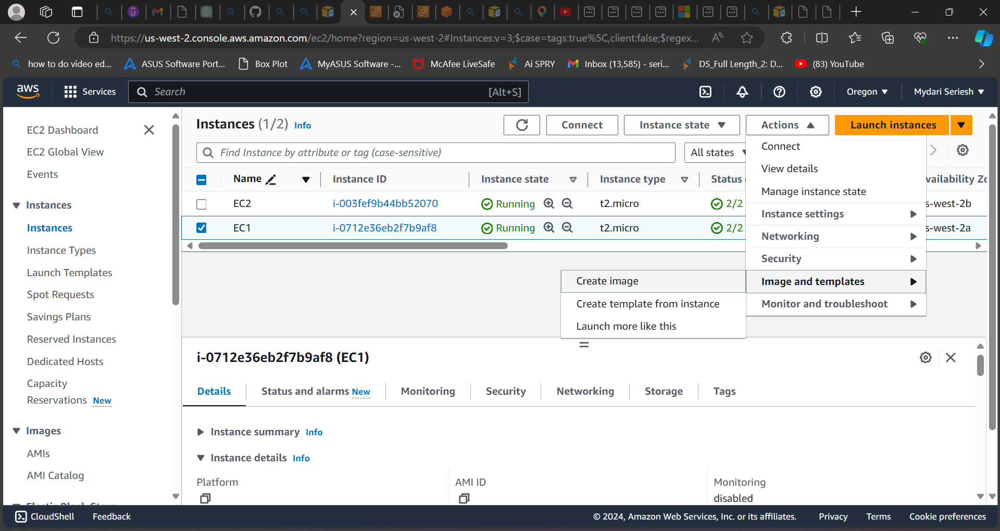 https://us-west-2.console.aws.amazon.com/ec2/home?region=us-west-2#Instances:v=3;$case=tags:true%5C,client:false;$regex...
how to do video ed...
ASUS Software Port...
Box Plot
MyASUS Software -...
McAfee LiveSafe
Ai SPRY
Inbox (13,585) - seri...
DS_Full Length_2: D...
(83) YouTube
aws
Services
Search
[Alt+S]
Oregon
Mydari Seriesh
EC2 Dashboard
EC2 Global View
Events
Instances
Instances
Instance Types
Launch Templates
Spot Requests
Savings Plans
Reserved Instances
Dedicated Hosts
Capacity
Reservations New
Images
AMIs
AMI Catalog
Instances (1/2) Info
Connect
Instance state
Actions
Launch instances
Find Instance by attribute or tag (case-sensitive)
All states
Name
Instance ID
Instance state
Instance type
Status
EC2
i-003fef9b44bb52070
Running
t2.micro
2/2
s-west-2b
EC1
i-0712e36eb2f7b9af8
Running
t2.micro
2/2
s-west-2a
Connect
View details
Manage instance state
Instance settings
Networking
Security
Image and templates
Monitor and troubleshoot
Create image
Create template from instance
Launch more like this
i-0712e36eb2f7b9af8 (EC1)
Details
Status and alarms New
Monitoring
Security
Networking
Storage
Tags
Instance summary Info
Instance details Info
Platform
AMI ID
Monitoring
disabled
CloudShell
Feedback
© 2024, Amazon Web Services, Inc. or its affiliates.
Privacy
Terms
Cookie preferences